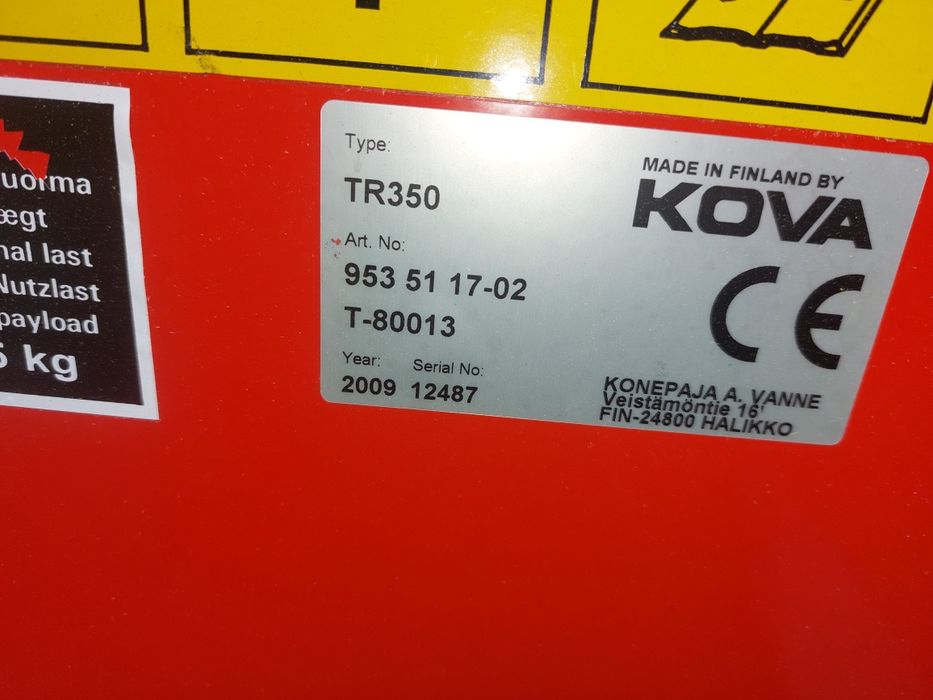 uorma
ægt
nal last
Nutzlast
payload
kg
Type:
TR350
Art. No:
953 51 17-02
T-80013
Year: Serial No:
2009 12487
MADE IN FINLAND BY
KOVA
CE
KONEPAJA A. VANNE
Veistämöntie 16'
FIN-24800 HALIKKO